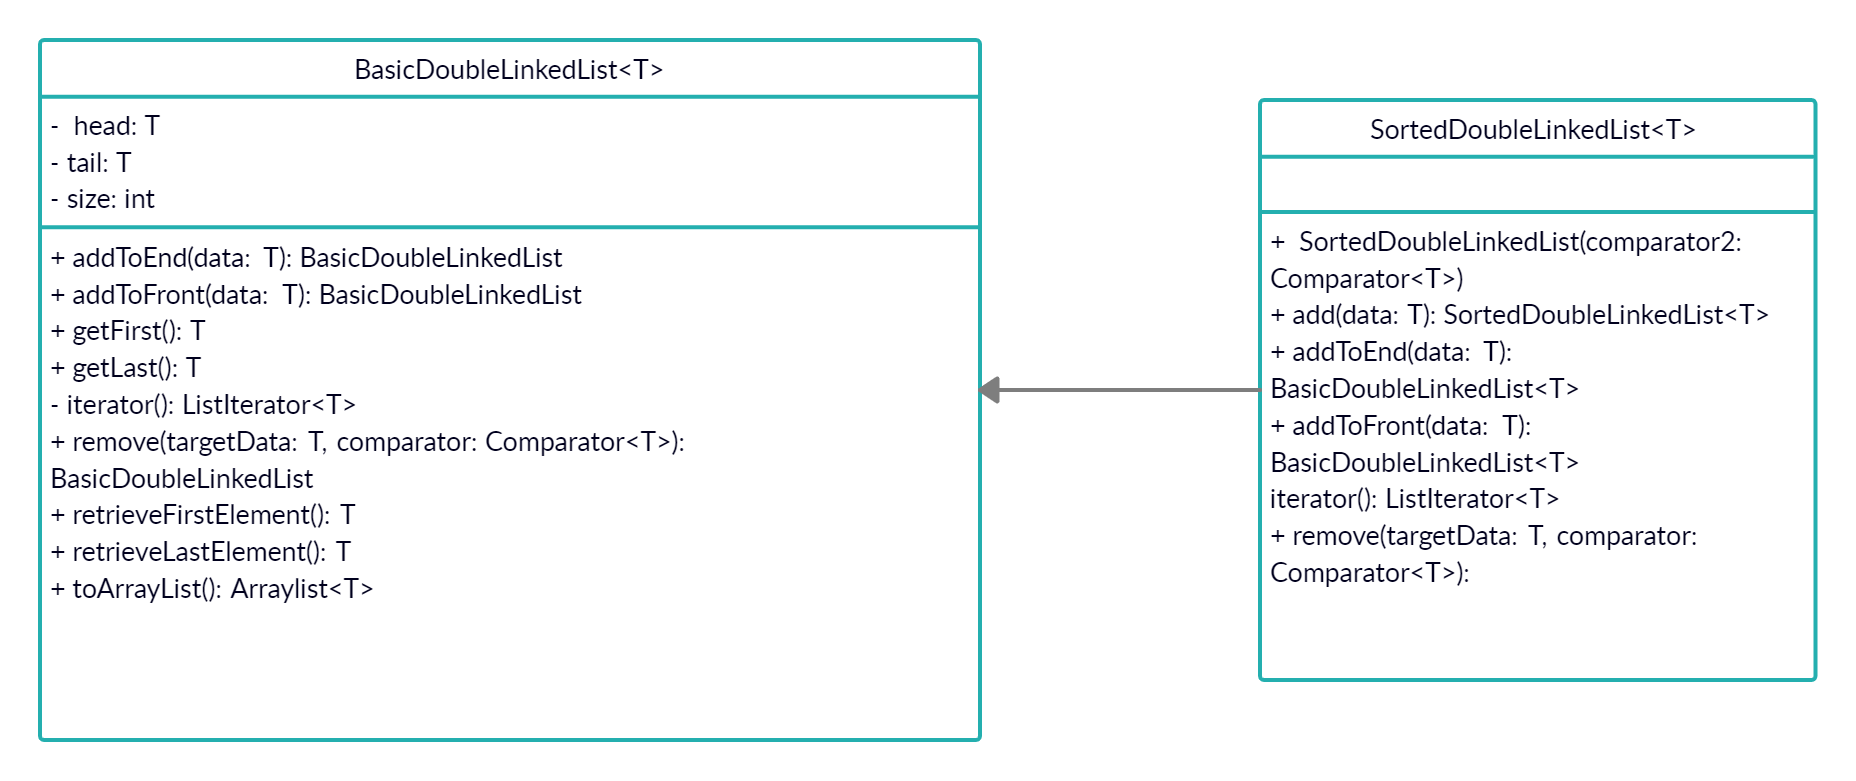 BasicDoubleLinkedList<T>
- head: T
- tail: T
- size: int
+ addToEnd(data: T): BasicDoubleLinkedList
+ addToFront(data: T): BasicDoubleLinkedList
+ getFirst(): T
+ getLast(): T
- iterator(): ListIterator<T>
+ remove(targetData: T, comparator: Comparator<T>):
BasicDoubleLinkedList
+ retrieveFirstElement(): T
+ retrieveLastElement(): T
+ toArrayList(): Arraylist<T>
SortedDoubleLinkedList<T>
+ SortedDoubleLinkedList(comparator2:
Comparator<T>)
+ add(data: T): SortedDoubleLinkedList<T>
+ addToEnd(data: T):
BasicDoubleLinkedList<T>
+ addToFront(data: T):
BasicDoubleLinkedList<T>
iterator(): ListIterator<T>
+ remove(targetData: T, comparator:
Comparator<T>):